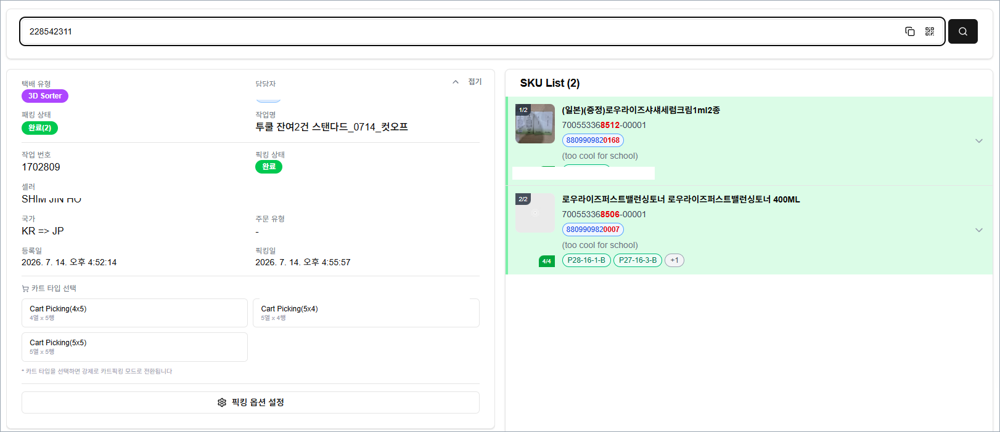 228542311
택배 유형
담당자
접기
3D Sorter
패킹 상태
작업명
완료(2)
투쿨 잔여2건 스탠다드_0714_컷오프
작업 번호
피킹 상태
1702809
완료
셀러
SHIM JIN HO
국가
주문 유형
KR => JP
-
등록일
피킹일
2026. 7. 14. 오후 4:52:14
2026. 7. 14. 오후 4:55:57
카트 타입 선택
Cart Picking(4x5)
4열 x 5행
Cart Picking(5x4)
5열 x 4행
Cart Picking(5x5)
5열 x 5행
* 카트 타입을 선택하면 강제로 카트픽킹 모드로 전환됩니다
픽킹 옵션 설정
SKU List (2)
1/2
(일본)(증정)로우라이즈샤섀세럼크림1ml2종
700553368512-00001
8809909820168
(too cool for school)
2/2
로우라이즈퍼스트밸런싱토너 로우라이즈퍼스트밸런싱토너 400ML
700553368506-00001
8809909820007
(too cool for school)
4/4
P28-16-1-B
P27-16-3-B
+1